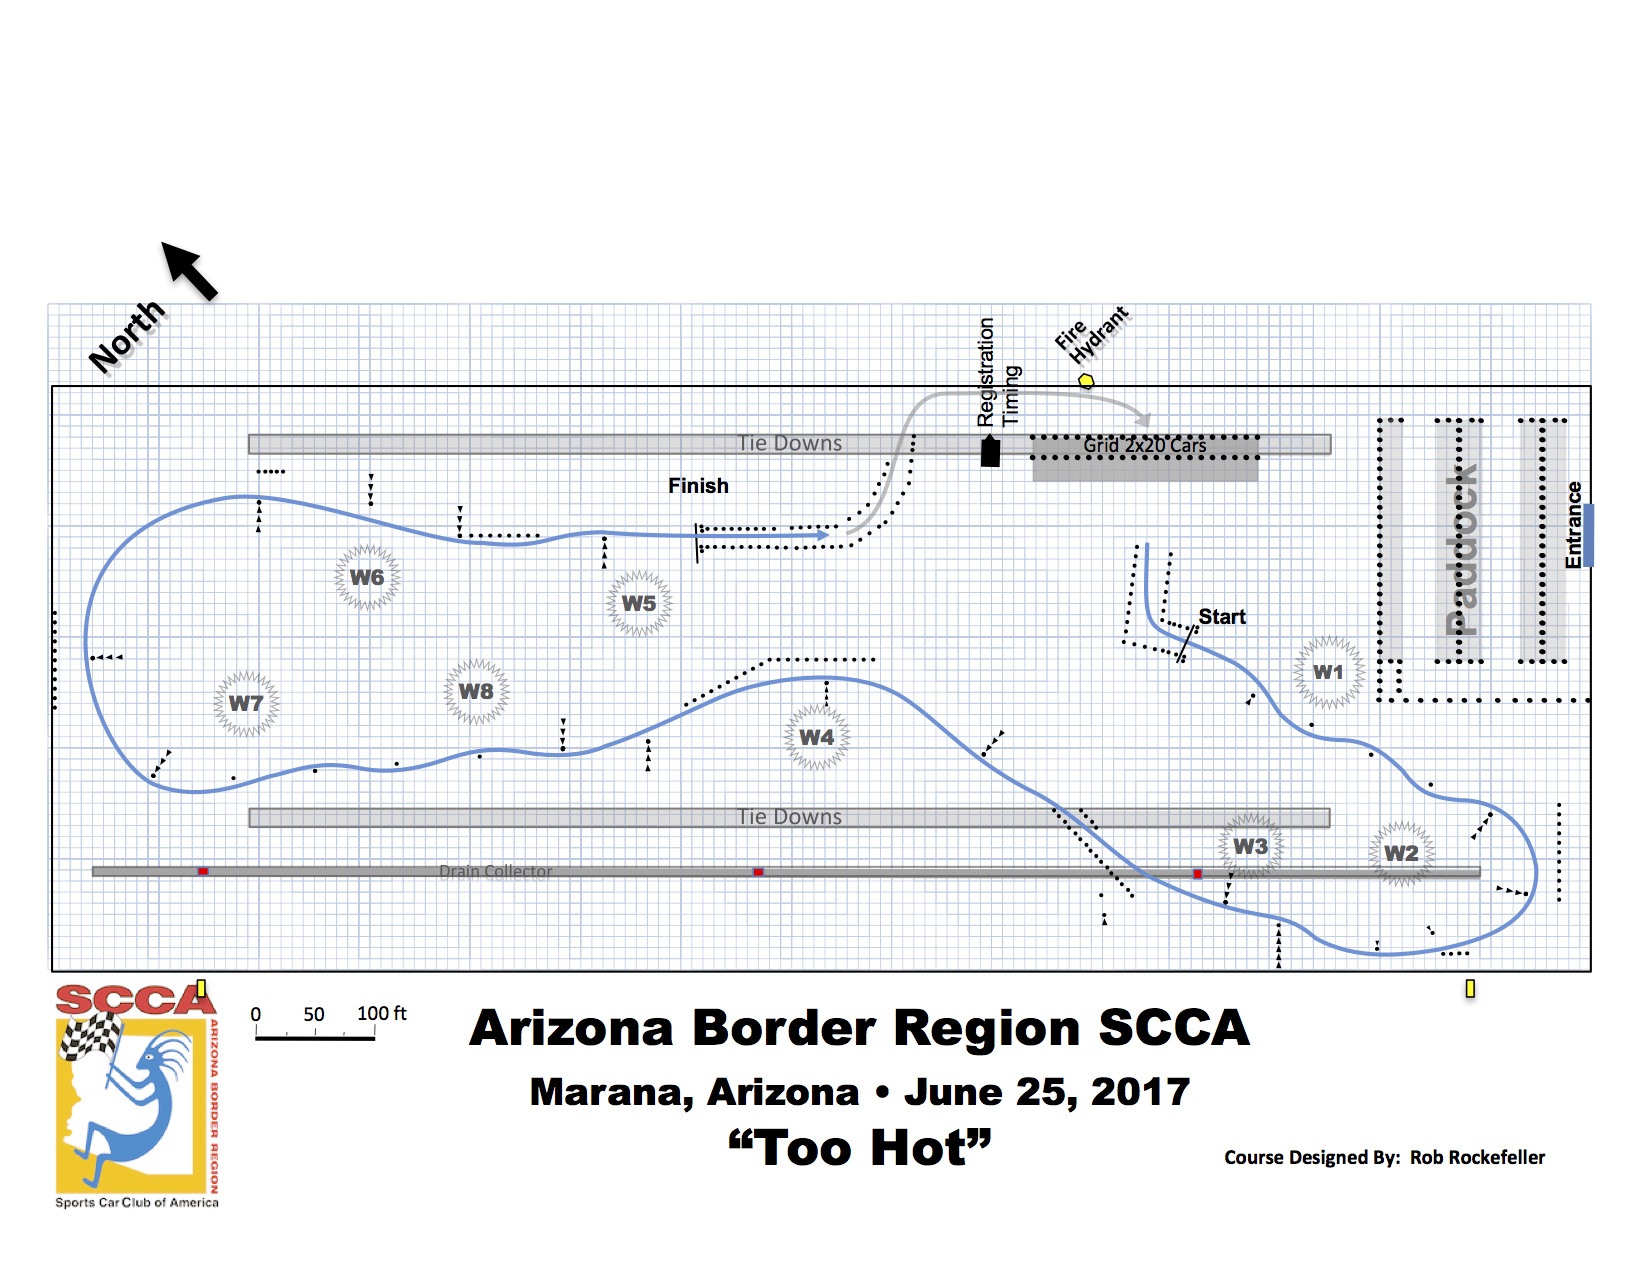 North
Fire
Hydrant
Registration
Timing
Tie Downs
Grid 2x20 Cars
Finish
Paddock
Entrance
W6
W5
Start
W1
W7
W8
W4
Tie Downs
W3
W2
Drain Collector
SCCA
ARIZONA BORDER REGION
Sports Car Club of America
0 50 100 ft
Arizona Border Region SCCA
Marana, Arizona • June 25, 2017
“Too Hot”
Course Designed By: Rob Rockefeller